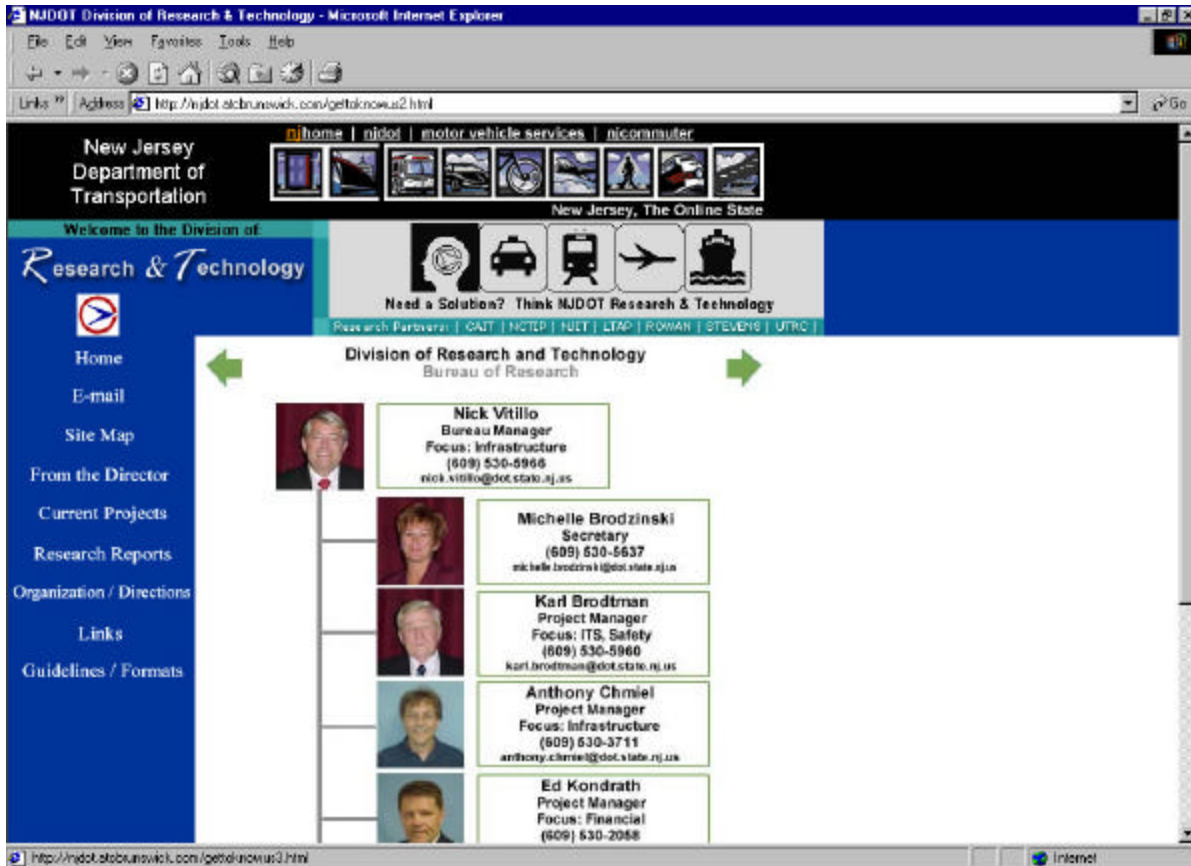 NJDOT Division of Research & Technology - Microsoft Internet Explorer
File Edit View Favorites Tools Help
Links » Address http://njdot.atcbrunswick.com/gettoknowus2.html Go
njhome | njdot | motor vehicle services | njcommuter
New Jersey
Department of
Transportation
New Jersey, The Online State
Welcome to the Division of:
Research & Technology
Need a Solution? Think NJDOT Research & Technology
Research Partners: | CAIT | NCTIP | NJIT | LTAP | ROWAN | STEVENS | UTRC |
Home
E-mail
Site Map
From the Director
Current Projects
Research Reports
Organization / Directions
Links
Guidelines / Formats
Division of Research and Technology
Bureau of Research
Nick Vitillo
Bureau Manager
Focus: Infrastructure
(609) 530-5966
nick.vitillo@dot.state.nj.us
Michelle Brodzinski
Secretary
(609) 530-5637
michelle.brodzinski@dot.state.nj.us
Karl Brodtman
Project Manager
Focus: ITS, Safety
(609) 530-5960
karl.brodtman@dot.state.nj.us
Anthony Chmiel
Project Manager
Focus: Infrastructure
(609) 530-3711
anthony.chmiel@dot.state.nj.us
Ed Kondrath
Project Manager
Focus: Financial
(609) 530-2058
http://njdot.atcbrunswick.com/gettoknowus3.html
Internet